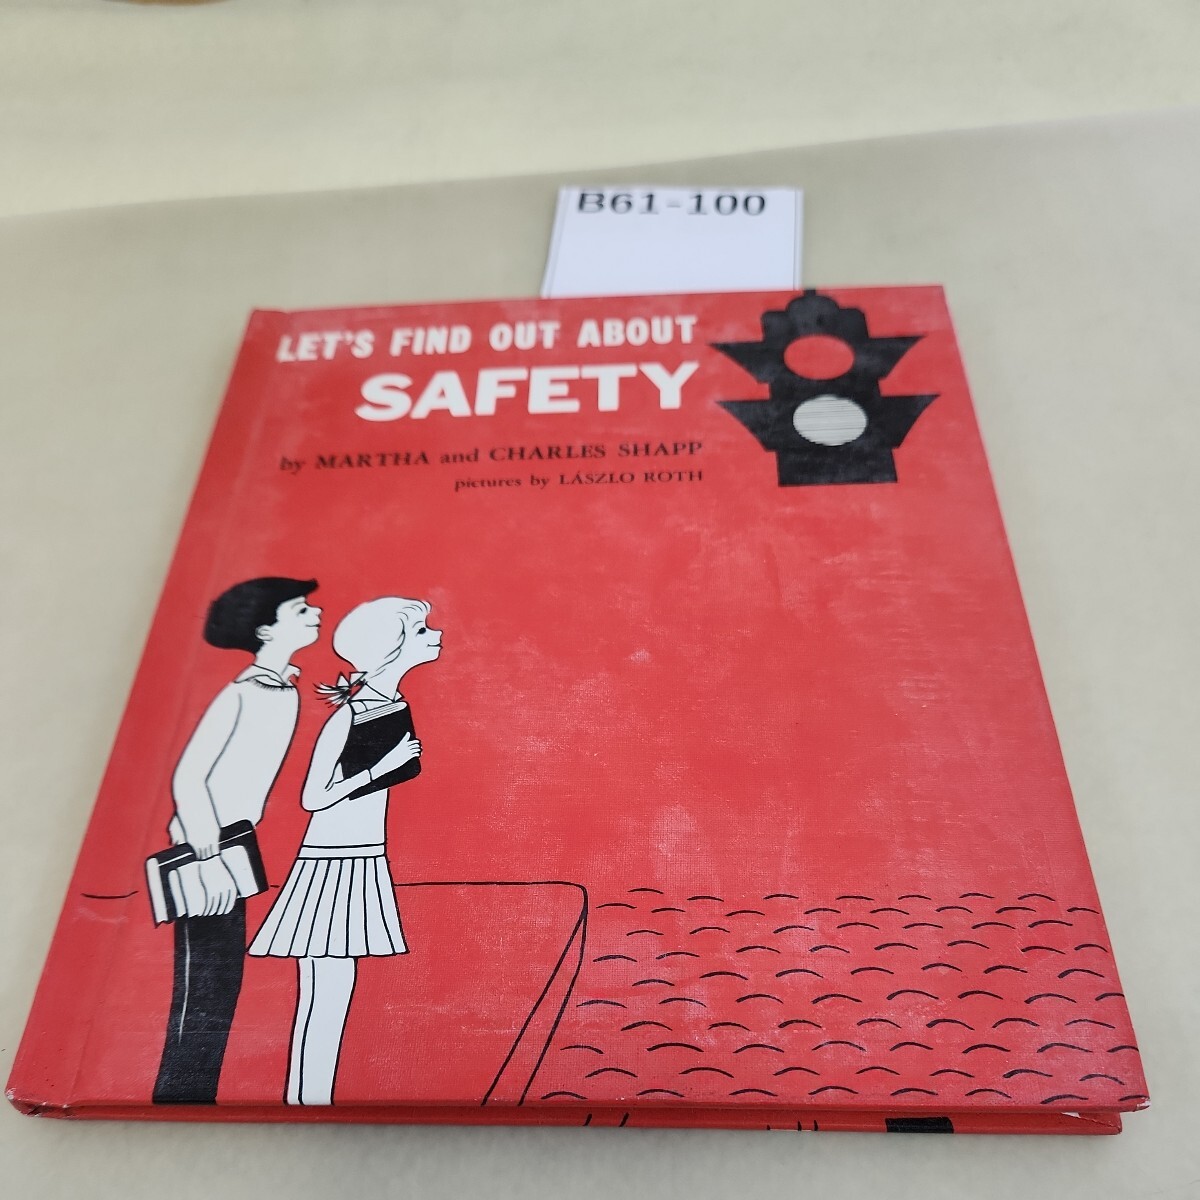 B61-100
LET'S FIND OUT ABOUT
SAFETY
by MARTHA and CHARLES SHAPP
pictures by LÁSZLO ROTH